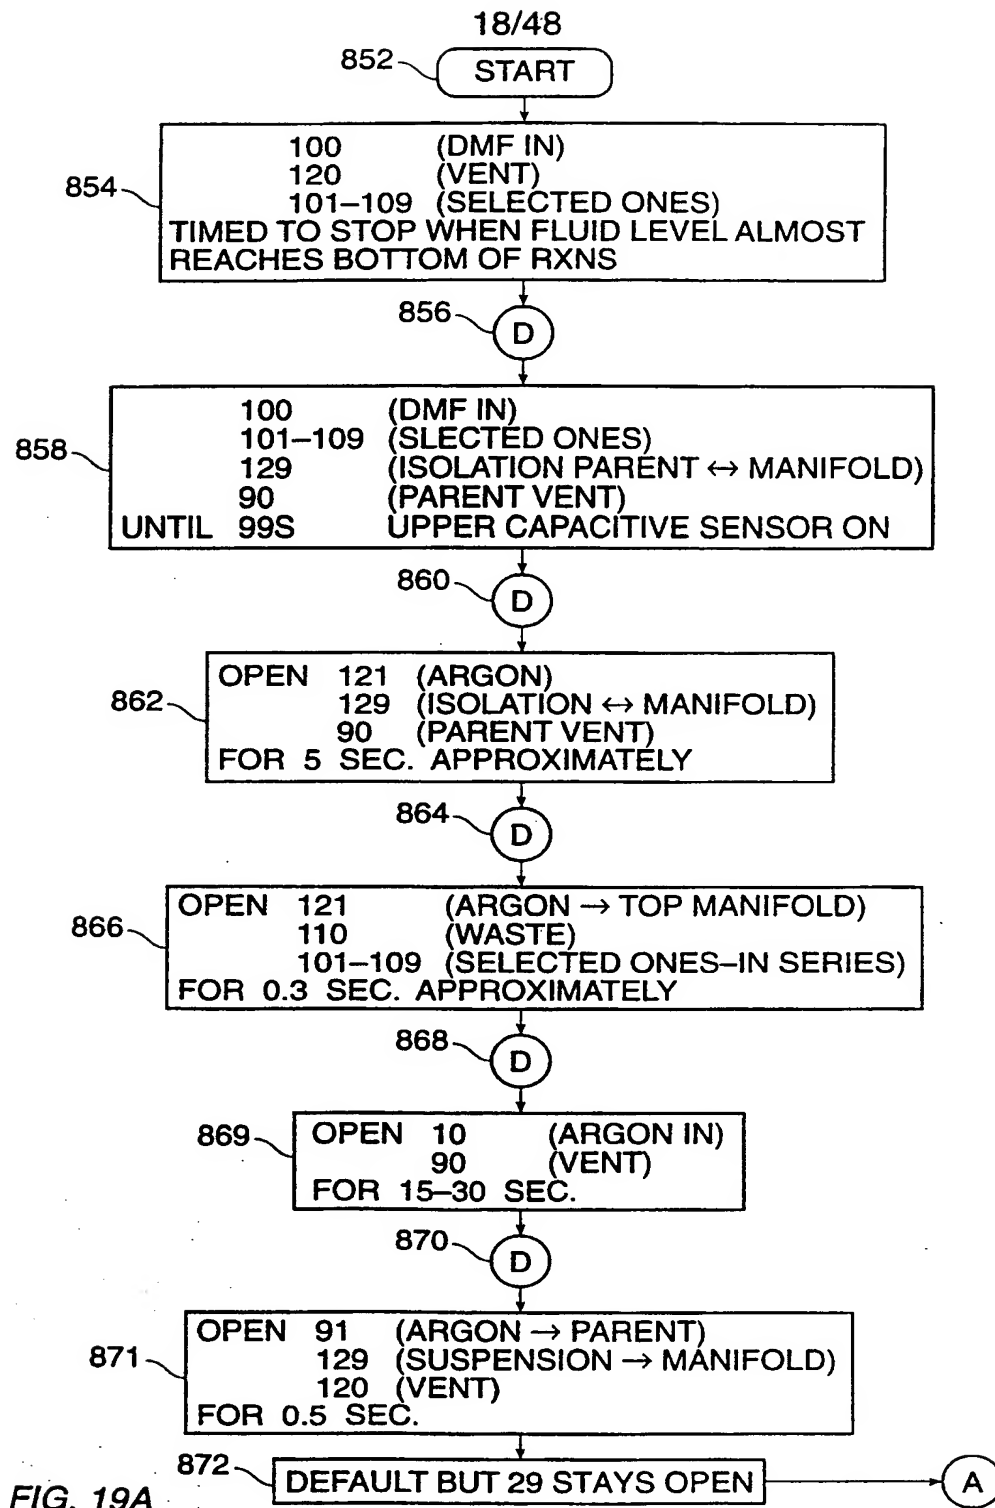 18/48
852 START
100 (DMF IN)
120 (VENT)
854 101–109 (SELECTED ONES)
TIMED TO STOP WHEN FLUID LEVEL ALMOST
REACHES BOTTOM OF RXNS
856 D
100 (DMF IN)
101–109 (SLECTED ONES)
858 129 (ISOLATION PARENT ↔ MANIFOLD)
90 (PARENT VENT)
UNTIL 99S UPPER CAPACITIVE SENSOR ON
860 D
OPEN 121 (ARGON)
862 129 (ISOLATION ↔ MANIFOLD)
90 (PARENT VENT)
FOR 5 SEC. APPROXIMATELY
864 D
OPEN 121 (ARGON → TOP MANIFOLD)
866 110 (WASTE)
101–109 (SELECTED ONES–IN SERIES)
FOR 0.3 SEC. APPROXIMATELY
868 D
869 OPEN 10 (ARGON IN)
90 (VENT)
FOR 15–30 SEC.
870 D
OPEN 91 (ARGON → PARENT)
871 129 (SUSPENSION → MANIFOLD)
120 (VENT)
FOR 0.5 SEC.
872 DEFAULT BUT 29 STAYS OPEN A
FIG. 19A